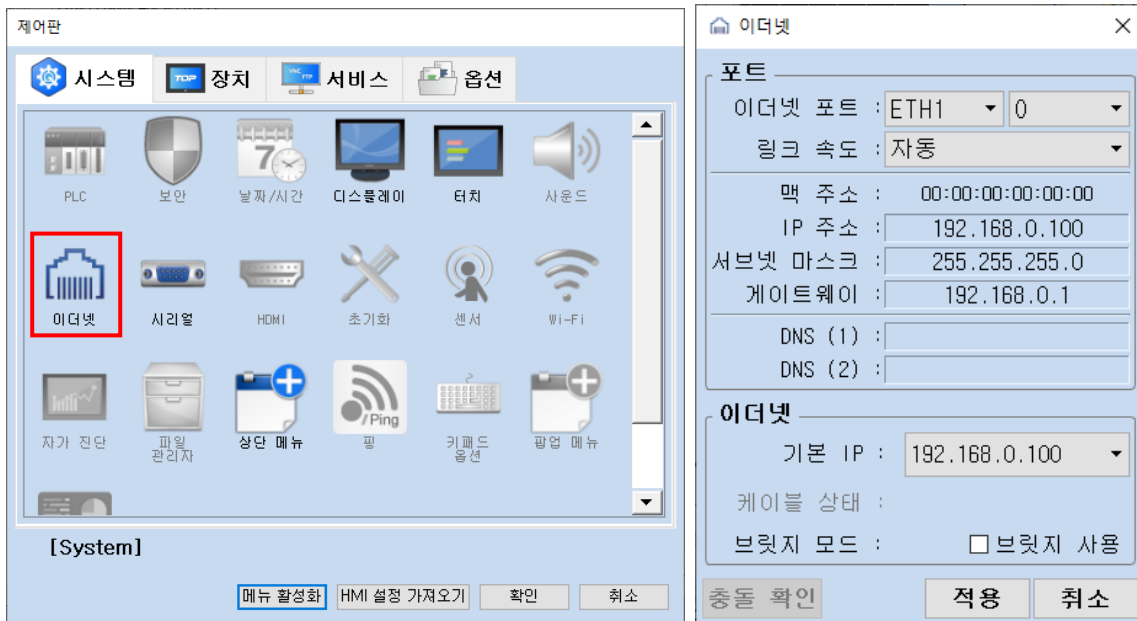 제어판
시스템 TOP 장치 VNC FTP 서비스 옵션
7
PLC 보안 날짜/시간 디스플레이 터치 사운드
이더넷 시리얼 HDMI 초기화 센서 Wi-Fi
/Ping
자가 진단 파일 관리자 상단 메뉴 핑 키패드 옵션 팝업 메뉴
[System]
메뉴 활성화 HMI 설정 가져오기 확인 취소
이더넷
포트
이더넷 포트 : ETH1 0
링크 속도 : 자동
맥 주소 : 00:00:00:00:00:00
IP 주소 : 192.168.0.100
서브넷 마스크 : 255.255.255.0
게이트웨이 : 192.168.0.1
DNS (1) :
DNS (2) :
이더넷
기본 IP : 192.168.0.100
케이블 상태 :
브릿지 모드 : 브릿지 사용
충돌 확인 적용 취소